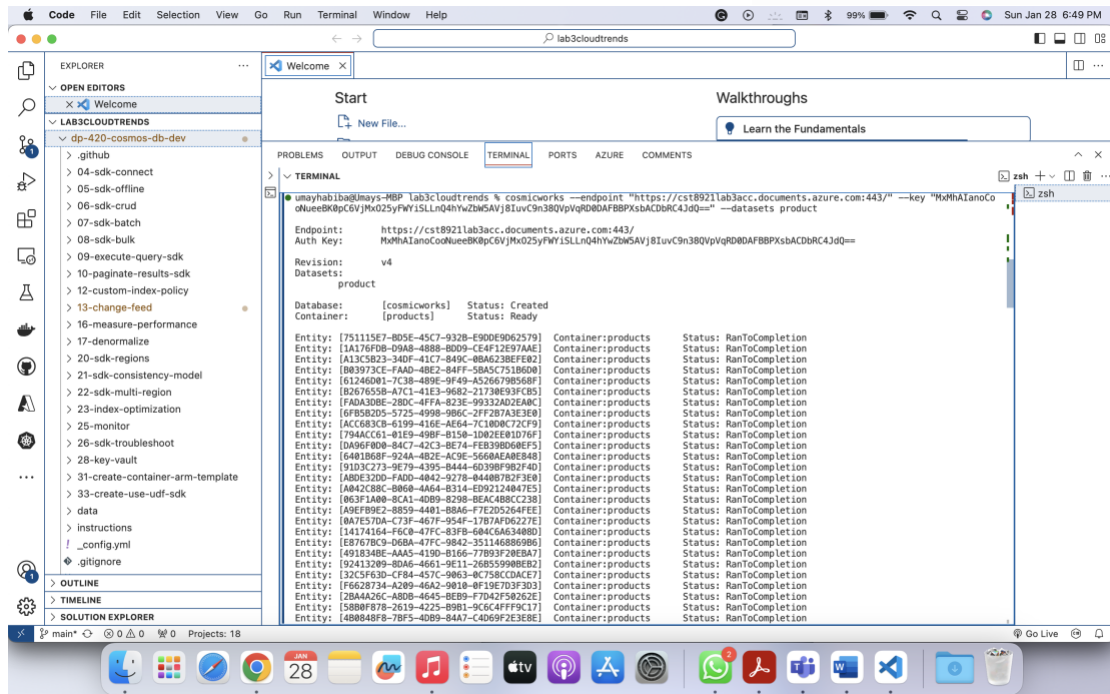 Code File Edit Selection View Go Run Terminal Window Help
99% Sun Jan 28 6:49 PM
lab3cloudtrends
EXPLORER
OPEN EDITORS
Welcome
LAB3CLOUDTRENDS
dp-420-cosmos-db-dev
.github
04-sdk-connect
05-sdk-offline
06-sdk-crud
07-sdk-batch
08-sdk-bulk
09-execute-query-sdk
10-paginate-results-sdk
12-custom-index-policy
13-change-feed
16-measure-performance
17-denormalize
20-sdk-regions
21-sdk-consistency-model
22-sdk-multi-region
23-index-optimization
25-monitor
26-sdk-troubleshoot
28-key-vault
31-create-container-arm-template
33-create-use-udf-sdk
data
instructions
_config.yml
.gitignore
OUTLINE
TIMELINE
SOLUTION EXPLORER
Welcome
Start
New File...
Walkthroughs
Learn the Fundamentals
PROBLEMS OUTPUT DEBUG CONSOLE TERMINAL PORTS AZURE COMMENTS
TERMINAL
zsh
zsh
umayhabiba@Umays-MBP lab3cloudtrends % cosmicworks --endpoint "https://cst8921lab3acc.documents.azure.com:443/" --key "MxMhAIanoCo
oNueeBK0pC6VjMxO25yFWYiSLLnQ4hYwZbW5AVj8IuvC9n38QVpVqRD0DAFBBPXsbACDbRC4JdQ==" --datasets product
Endpoint: https://cst8921lab3acc.documents.azure.com:443/
Auth Key: MxMhAIanoCooNueeBK0pC6VjMxO25yFWYiSLLnQ4hYwZbW5AVj8IuvC9n38QVpVqRD0DAFBBPXsbACDbRC4JdQ==
Revision: v4
Datasets:
product
Database: [cosmicworks] Status: Created
Container: [products] Status: Ready
Entity: [751115E7-BD5E-45C7-932B-E9DDE9D62579] Container:products Status: RanToCompletion
Entity: [1A176FDB-D9A8-4888-BDD9-CE4F12E97AAE] Container:products Status: RanToCompletion
Entity: [A13C5B23-34DF-41C7-849C-0BA623BEFE02] Container:products Status: RanToCompletion
Entity: [B03973CE-FAAD-4BE2-84FF-5BA5C751B6D0] Container:products Status: RanToCompletion
Entity: [61246D01-7C38-489E-9F49-A526679B568F] Container:products Status: RanToCompletion
Entity: [B267655B-A7C1-41E3-9682-21730E93FCB5] Container:products Status: RanToCompletion
Entity: [FADA3DBE-28DC-4FFA-823E-99332AD2EA0C] Container:products Status: RanToCompletion
Entity: [6FB5B2D5-5725-4998-9B6C-2FF2B7A3E3E0] Container:products Status: RanToCompletion
Entity: [ACC683CB-6199-416E-AE64-7C10D0C72CF9] Container:products Status: RanToCompletion
Entity: [794ACC61-01E9-49BF-B150-1D02EE01D76F] Container:products Status: RanToCompletion
Entity: [DA96F0D0-84C7-42C3-BE74-FEB39BD60EF5] Container:products Status: RanToCompletion
Entity: [6401B68F-924A-4B2E-AC9E-5660AEA0E848] Container:products Status: RanToCompletion
Entity: [91D3C273-9E79-4395-B444-6D39BF9B2F4D] Container:products Status: RanToCompletion
Entity: [ABDE32DD-FADD-4042-9278-0440B7B2F3E0] Container:products Status: RanToCompletion
Entity: [A042C88C-B060-4A64-B314-ED92124047E5] Container:products Status: RanToCompletion
Entity: [063F1A00-8CA1-4DB9-8298-BEAC4B8CC238] Container:products Status: RanToCompletion
Entity: [A9EFB9E2-8859-4401-B8A6-F7E2D5264FEE] Container:products Status: RanToCompletion
Entity: [0A7E57DA-C73F-467F-954F-17B7AFD6227E] Container:products Status: RanToCompletion
Entity: [14174164-F6C0-47FC-83FB-604C6A63408D] Container:products Status: RanToCompletion
Entity: [E8767BC9-D6BA-47FC-9842-3511468869B6] Container:products Status: RanToCompletion
Entity: [491834BE-AAA5-419D-B166-77B93F20EBA7] Container:products Status: RanToCompletion
Entity: [92413209-8DA6-4661-9E11-26B55990BEB2] Container:products Status: RanToCompletion
Entity: [32C5F63D-CF84-457C-9063-0C758CCDACE7] Container:products Status: RanToCompletion
Entity: [F6628734-A209-46A2-9010-0F19E7D3F3D3] Container:products Status: RanToCompletion
Entity: [2BA4A26C-A8DB-4645-BEB9-F7D42F50262E] Container:products Status: RanToCompletion
Entity: [58B0F878-2619-4225-B9B1-9C6C4FFF9C17] Container:products Status: RanToCompletion
Entity: [4B0848F8-7BF5-4DB9-84A7-C4D69F2E3E8E] Container:products Status: RanToCompletion
main* 0 0 0 Projects: 18
Go Live
JAN
28
tv
2